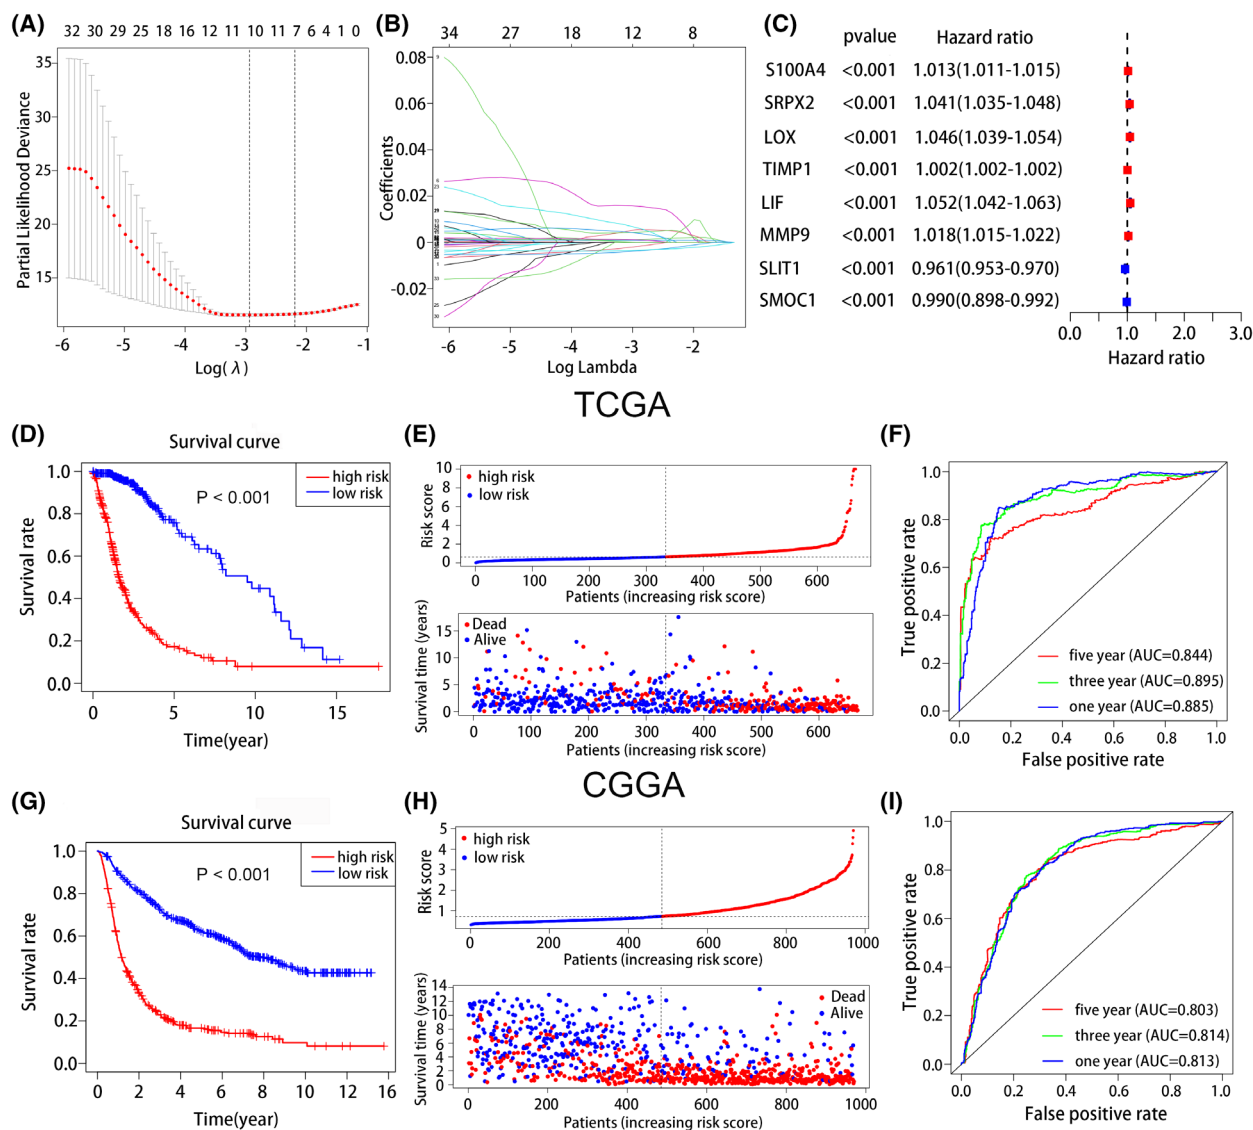 (A)
32 30 29 25 18 16 12 11 10 11 7 6 4 1 0
Partial Likelihood Deviance
35
30
25
20
15
-6 -5 -4 -3 -2 -1
Log( λ )
(B)
34 27 18 12 8
Coefficients
0.08
0.06
0.04
0.02
0
-0.02
-6 -5 -4 -3 -2
Log Lambda
(C)
pvalue Hazard ratio
S100A4 <0.001 1.013(1.011-1.015)
SRPX2 <0.001 1.041(1.035-1.048)
LOX <0.001 1.046(1.039-1.054)
TIMP1 <0.001 1.002(1.002-1.002)
LIF <0.001 1.052(1.042-1.063)
MMP9 <0.001 1.018(1.015-1.022)
SLIT1 <0.001 0.961(0.953-0.970)
SMOC1 <0.001 0.990(0.898-0.992)
0.0 1.0 2.0 3.0
Hazard ratio
TCGA
(D)
Survival curve
high risk
low risk
P < 0.001
Survival rate
1.0
0.8
0.6
0.4
0.2
0.0
0 5 10 15
Time(year)
(E)
high risk
low risk
Risk score
10
8
6
4
2
0
0 100 200 300 400 500 600
Patients (increasing risk score)
Dead
Alive
Survival time (years)
15
10
5
0
0 100 200 300 400 500 600
Patients (increasing risk score)
(F)
True positive rate
1.0
0.8
0.6
0.4
0.2
0.0
five year (AUC=0.844)
three year (AUC=0.895)
one year (AUC=0.885)
0.0 0.2 0.4 0.6 0.8 1.0
False positive rate
CGGA
(G)
Survival curve
high risk
low risk
P < 0.001
Survival rate
1.0
0.8
0.6
0.4
0.2
0.0
0 2 4 6 8 10 12 14 16
Time(year)
(H)
high risk
low risk
Risk score
5
4
3
2
1
0 200 400 600 800 1000
Patients (increasing risk score)
Dead
Alive
Survival time (years)
14
12
10
8
6
4
2
0
0 200 400 600 800 1000
Patients (increasing risk score)
(I)
True positive rate
1.0
0.8
0.6
0.4
0.2
0.0
five year (AUC=0.803)
three year (AUC=0.814)
one year (AUC=0.813)
0.0 0.2 0.4 0.6 0.8 1.0
False positive rate